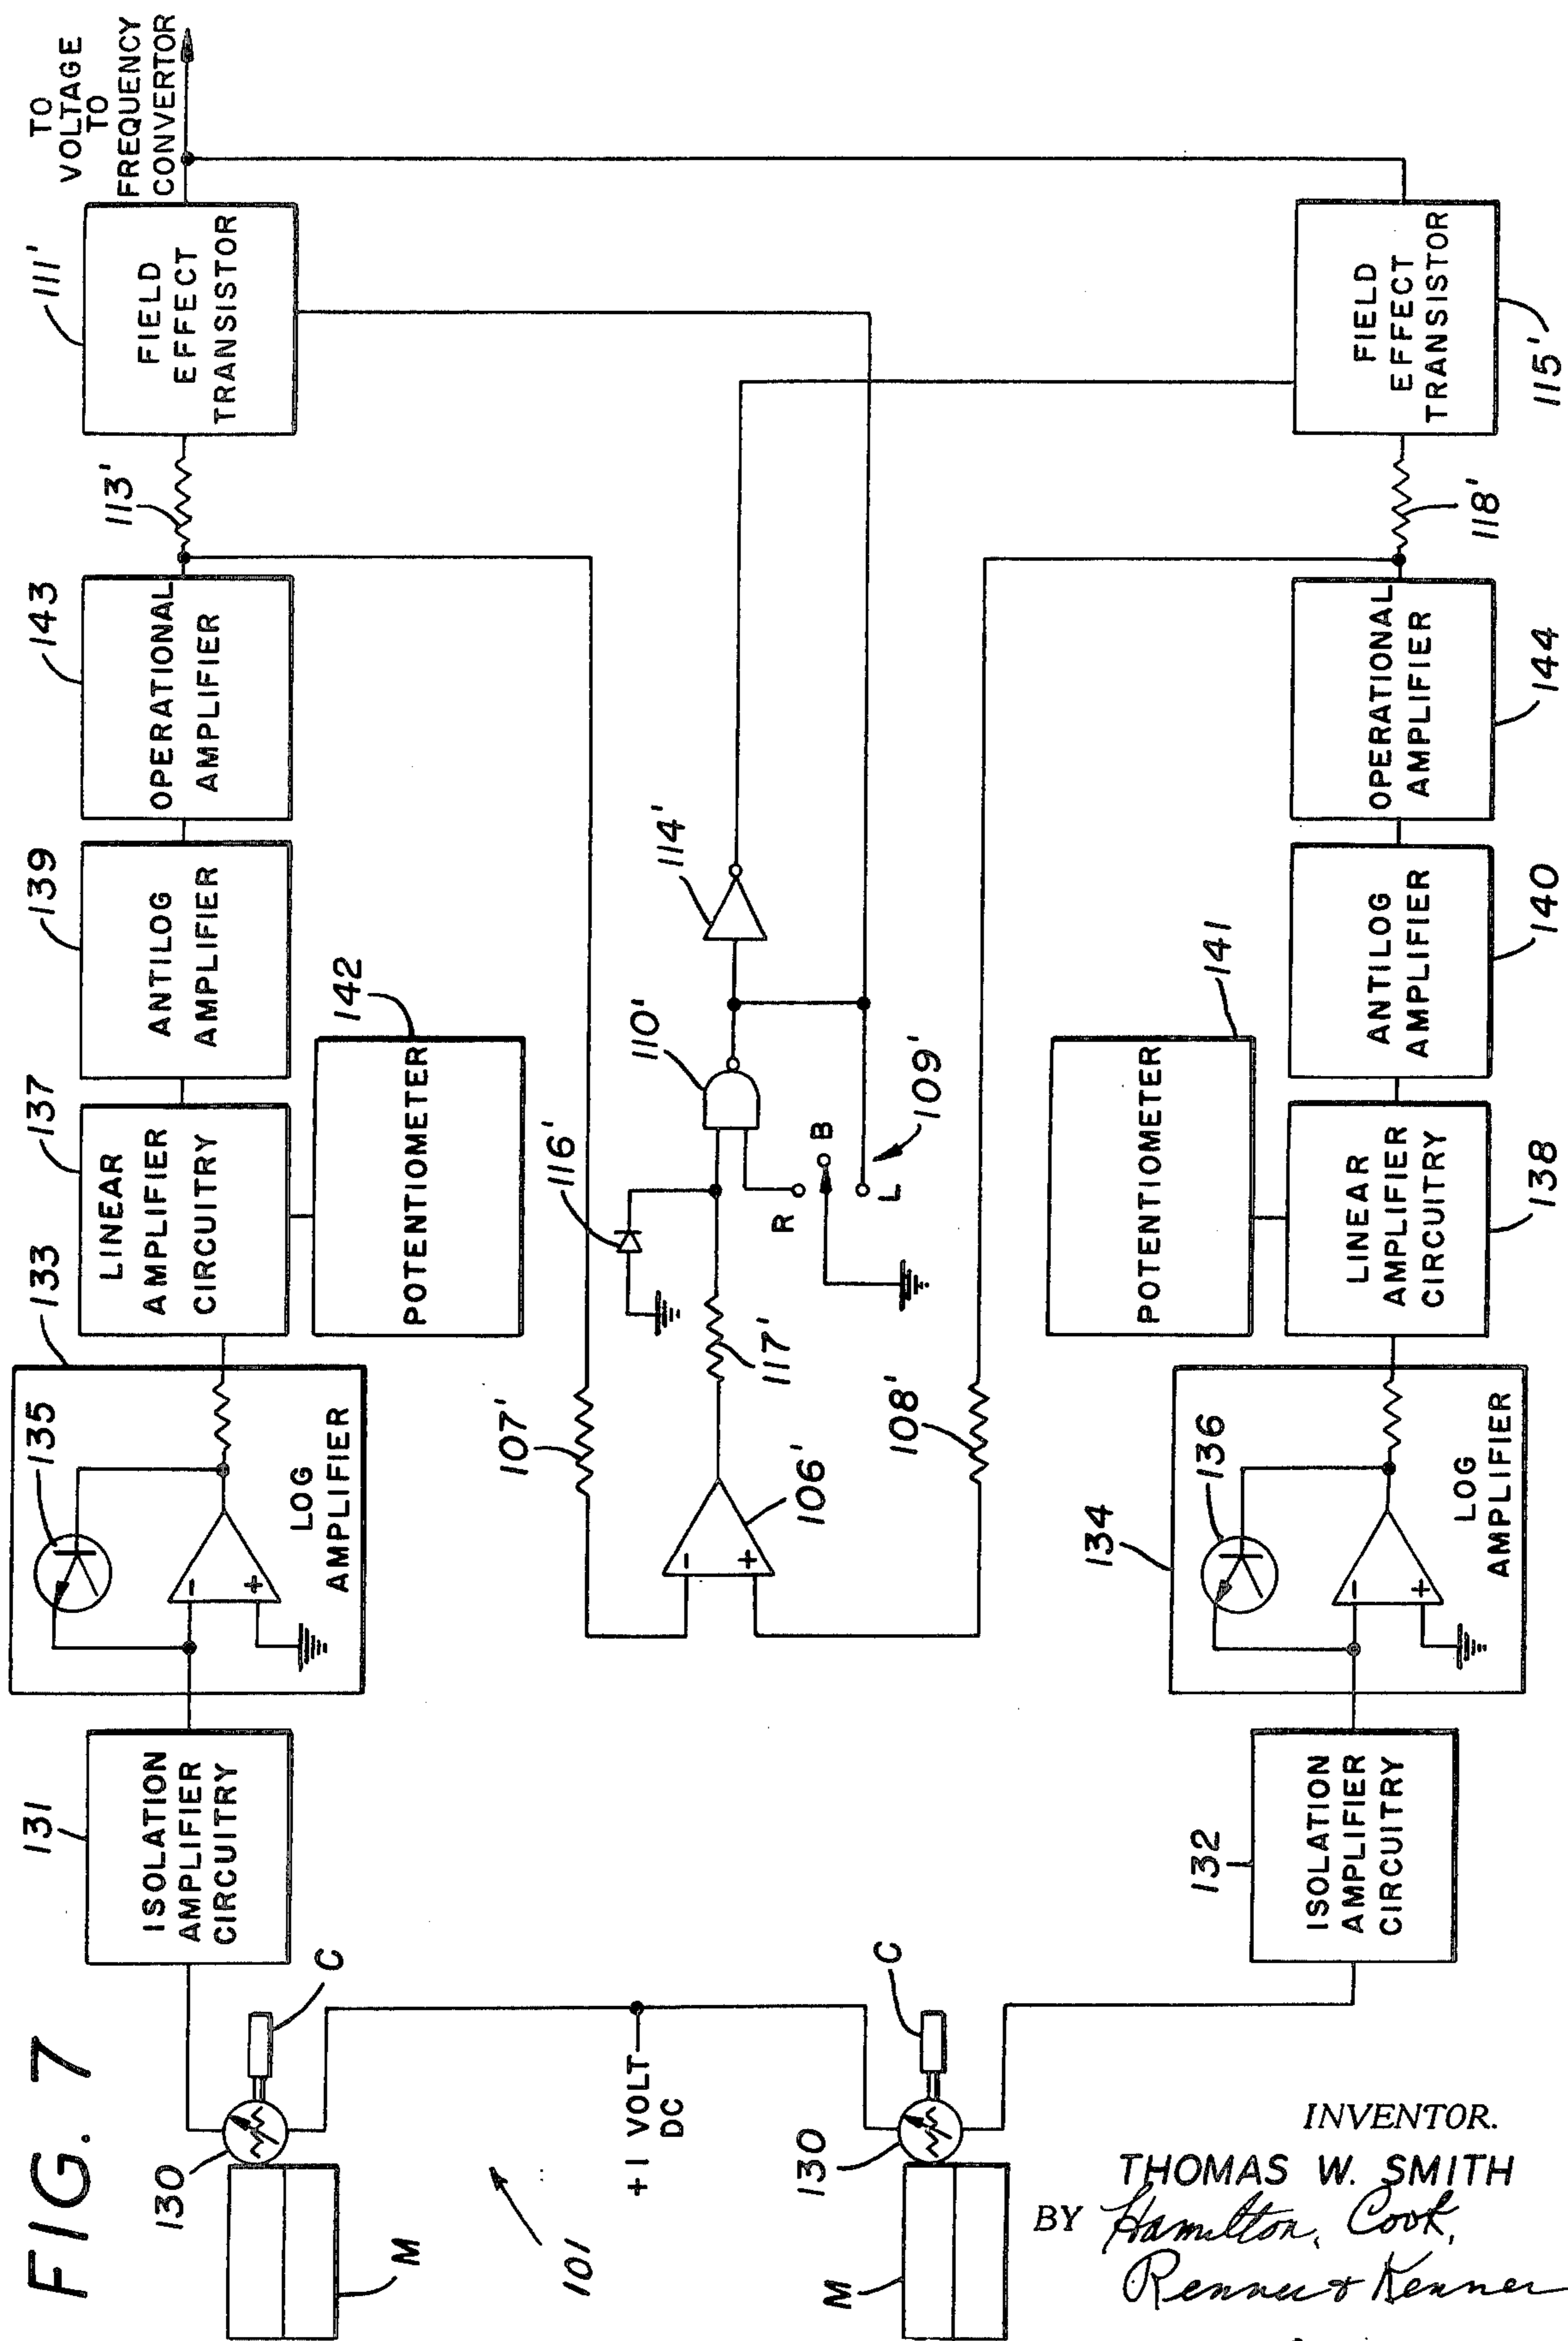 FIG. 7
TO
VOLTAGE
TO
FREQUENCY
CONVERTOR
131
ISOLATION
AMPLIFIER
CIRCUITRY
133
135
-
+
LOG
AMPLIFIER
137
LINEAR
AMPLIFIER
CIRCUITRY
139
ANTILOG
AMPLIFIER
143
OPERATIONAL
AMPLIFIER
113'
111'
FIELD
EFFECT
TRANSISTOR
142
POTENTIOMETER
130
C
M
101
+1 VOLT
DC
107'
106'
-
+
117'
116'
110'
114'
R
B
L
109'
108'
130
C
M
132
ISOLATION
AMPLIFIER
CIRCUITRY
134
136
-
+
LOG
AMPLIFIER
141
POTENTIOMETER
138
LINEAR
AMPLIFIER
CIRCUITRY
140
ANTILOG
AMPLIFIER
144
OPERATIONAL
AMPLIFIER
118'
115'
FIELD
EFFECT
TRANSISTOR
INVENTOR.
THOMAS W. SMITH
BY Hamilton, Cook,
Renner & Kenner